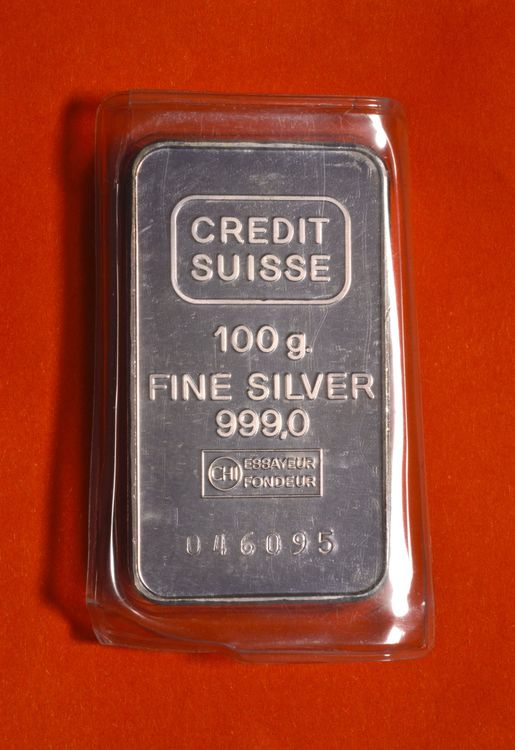 CREDIT
SUISSE
100 g.
FINE SILVER
999,0
CHI ESSAYEUR
FONDEUR
046095